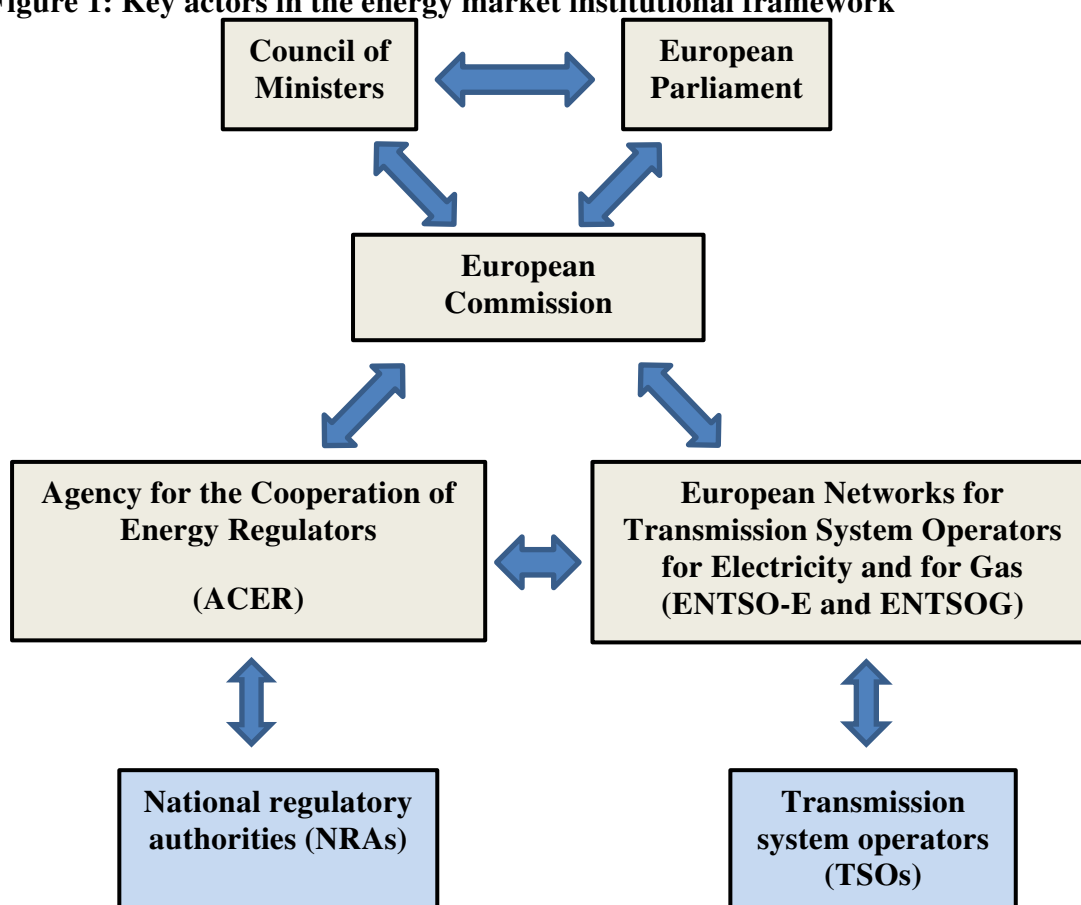 Figure 1: Key actors in the energy market institutional framework
Council of
Ministers
European
Parliament
European
Commission
Agency for the Cooperation of
Energy Regulators
(ACER)
European Networks for
Transmission System Operators
for Electricity and for Gas
(ENTSO-E and ENTSOG)
National regulatory
authorities (NRAs)
Transmission
system operators
(TSOs)